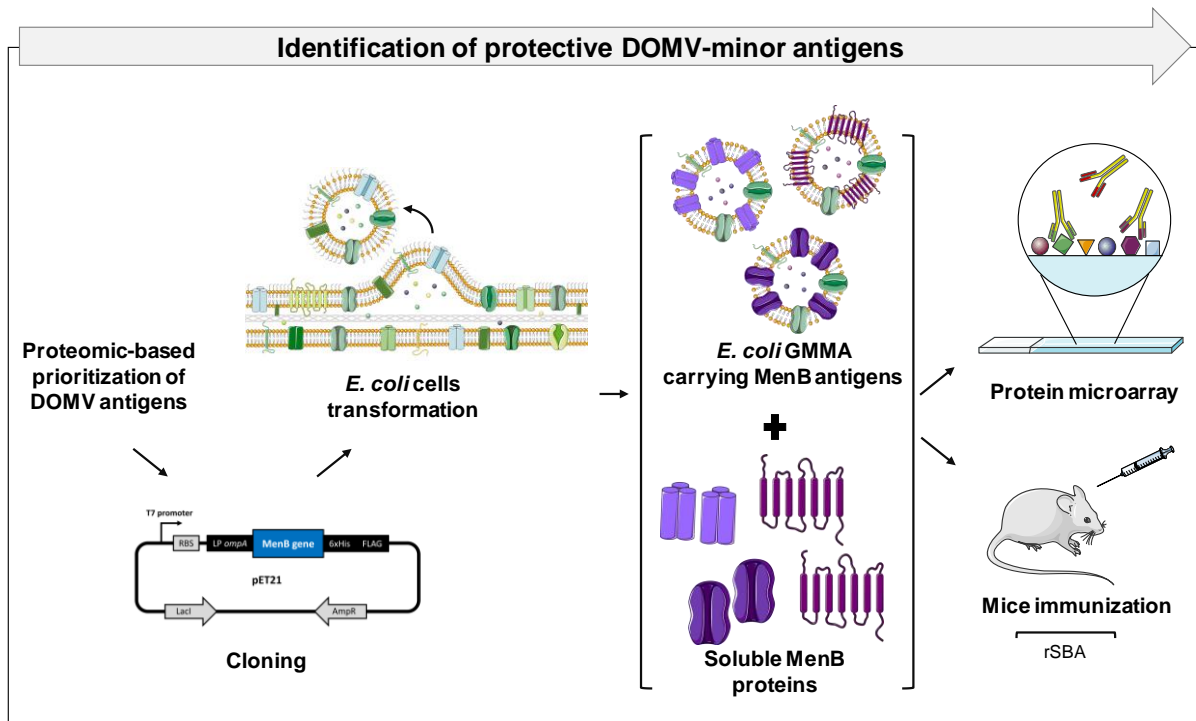 Identification of protective DOMV-minor antigens
Proteomic-based
prioritization of
DOMV antigens
T7 promoter
RBS
LP ompA
MenB gene
6xHis
FLAG
pET21
LacI
AmpR
Cloning
E. coli cells
transformation
E. coli GMMA
carrying MenB antigens
+
Soluble MenB
proteins
Protein microarray
Mice immunization
rSBA